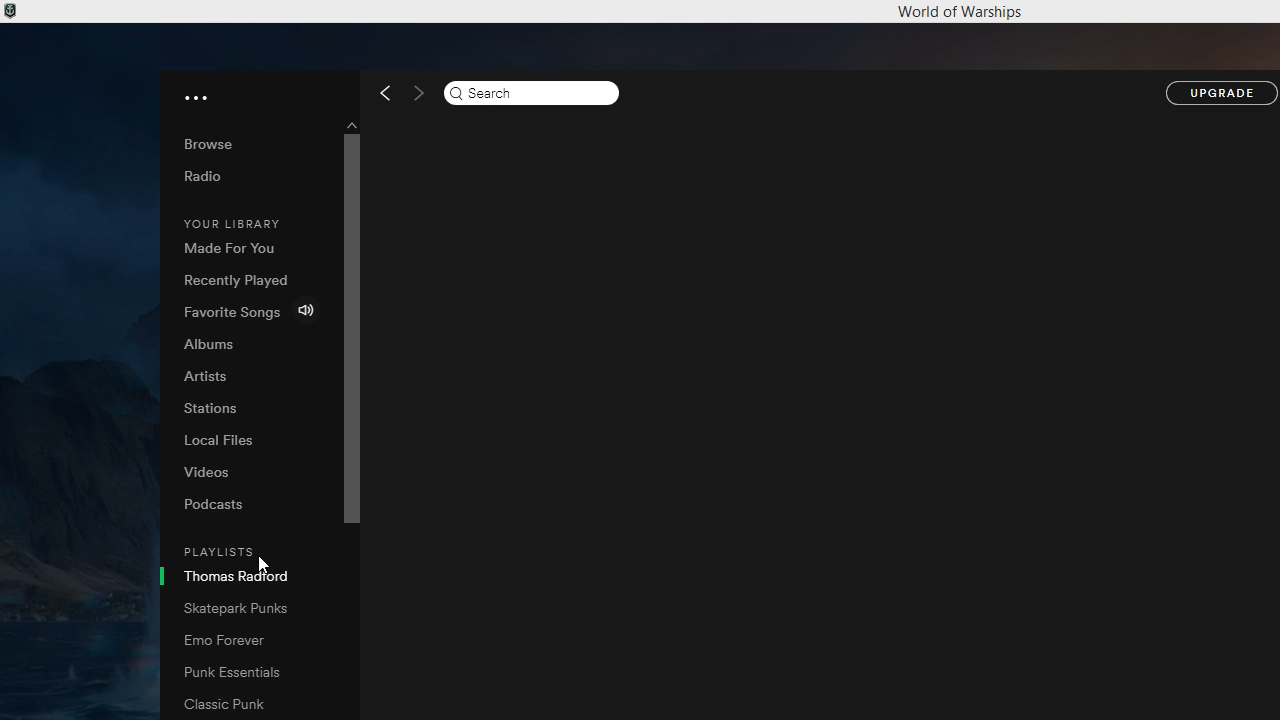 World of Warships
Search
UPGRADE
Browse
Radio
YOUR LIBRARY
Made For You
Recently Played
Favorite Songs
Albums
Artists
Stations
Local Files
Videos
Podcasts
PLAYLISTS
Thomas Radford
Skatepark Punks
Emo Forever
Punk Essentials
Classic Punk